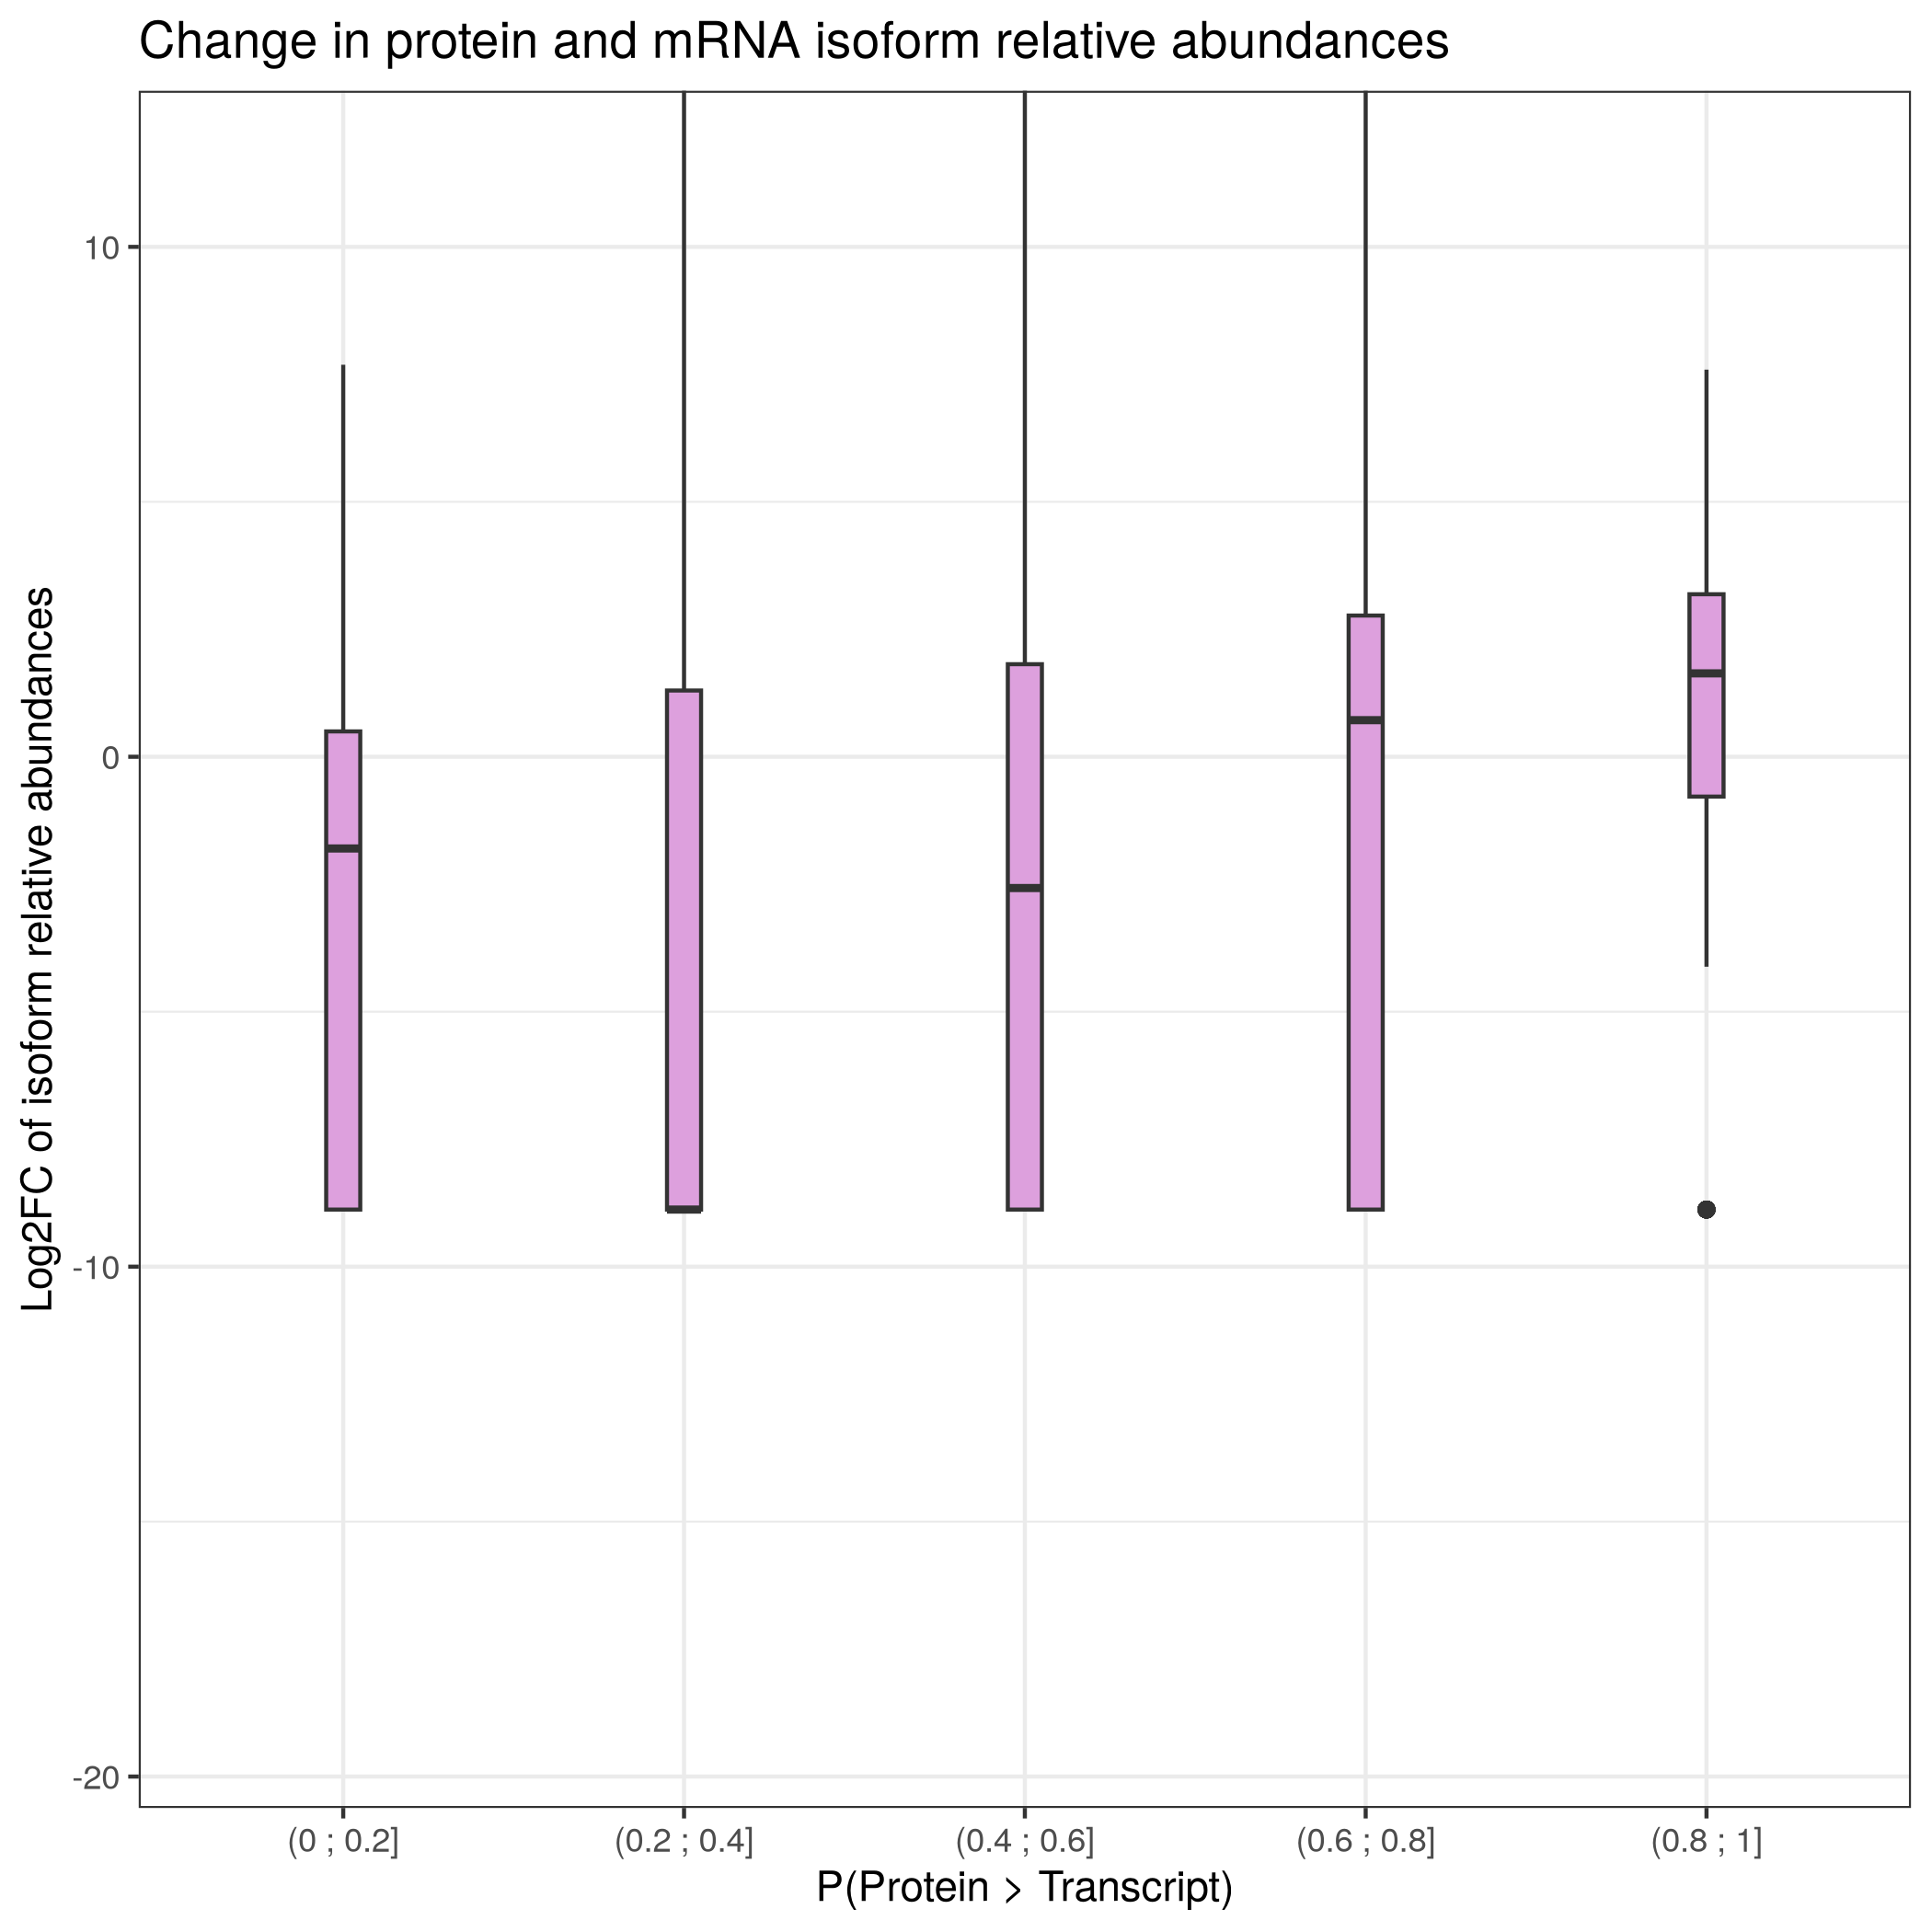 Change in protein and mRNA isoform relative abundances
Log2FC of isoform relative abundances
10
0
-10
-20
(0 ; 0.2]
(0.2 ; 0.4]
(0.4 ; 0.6]
(0.6 ; 0.8]
(0.8 ; 1]
P(Protein > Transcript)